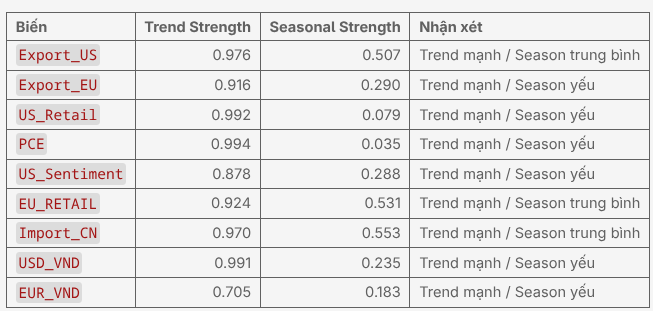 Biến Trend Strength Seasonal Strength Nhận xét
Export_US 0.976 0.507 Trend mạnh / Season trung bình
Export_EU 0.916 0.290 Trend mạnh / Season yếu
US_Retail 0.992 0.079 Trend mạnh / Season yếu
PCE 0.994 0.035 Trend mạnh / Season yếu
US_Sentiment 0.878 0.288 Trend mạnh / Season yếu
EU_RETAIL 0.924 0.531 Trend mạnh / Season trung bình
Import_CN 0.970 0.553 Trend mạnh / Season trung bình
USD_VND 0.991 0.235 Trend mạnh / Season yếu
EUR_VND 0.705 0.183 Trend mạnh / Season yếu